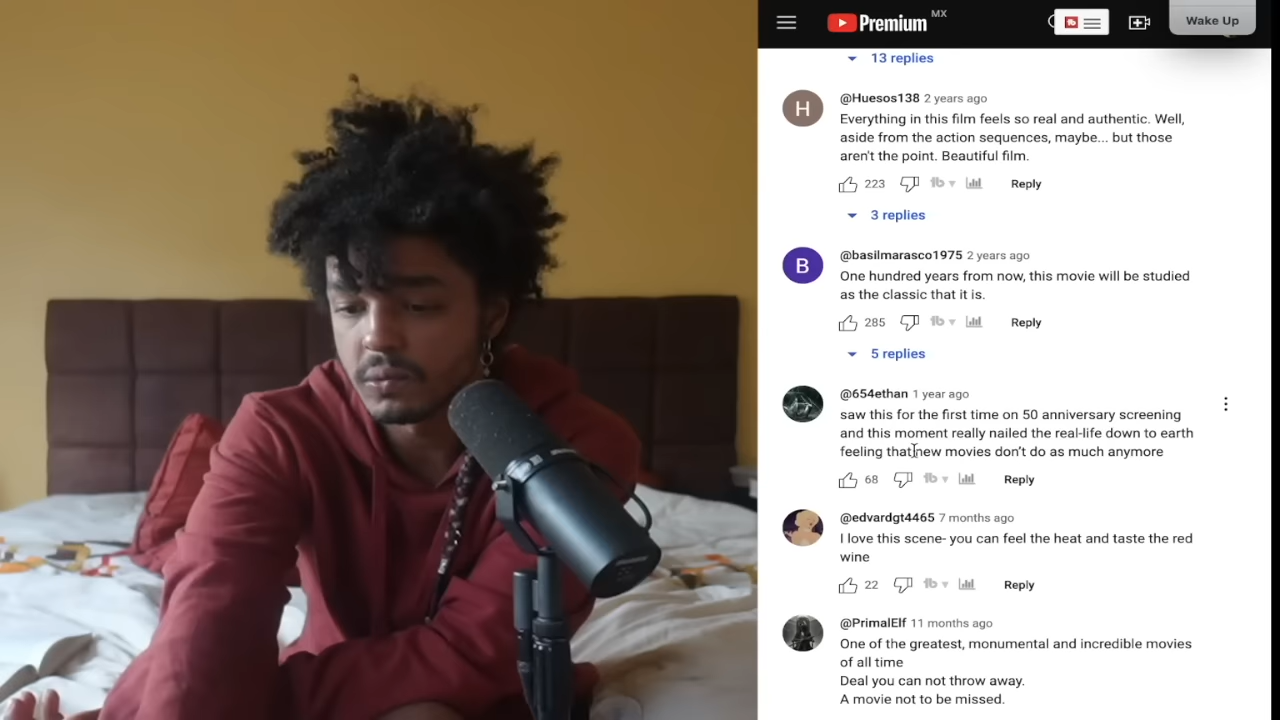 Premium MX
Wake Up
13 replies
H
@Huesos138 2 years ago
Everything in this film feels so real and authentic. Well,
aside from the action sequences, maybe... but those
aren't the point. Beautiful film.
223
Reply
3 replies
B
@basilmarasco1975 2 years ago
One hundred years from now, this movie will be studied
as the classic that it is.
285
Reply
5 replies
@654ethan 1 year ago
saw this for the first time on 50 anniversary screening
and this moment really nailed the real-life down to earth
feeling that new movies don't do as much anymore
68
Reply
@edvardgt4465 7 months ago
I love this scene- you can feel the heat and taste the red
wine
22
Reply
@PrimalElf 11 months ago
One of the greatest, monumental and incredible movies
of all time
Deal you can not throw away.
A movie not to be missed.